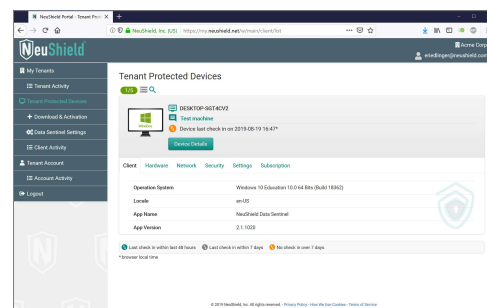 NeuShield Portal - Tenant Prote
NeuShield, Inc. (US)
https://my.neushield.net/w/main/client/list
NeuShield
Acme Corp
eriedlinger@neushield.com
My Tenants
Tenant Activity
Tenant Protected Devices
Download & Activation
Data Sentinel Settings
Client Activity
Tenant Account
Account Activity
Logout
Tenant Protected Devices
1/6
Windows
DESKTOP-SGT4CV2
Test machine
Device last check in on 2019-08-19 16:47*
Device Details
Client Hardware Network Security Settings Subscription
Operation System Windows 10 Education 10.0 64 Bits (Build 18362)
Locale en-US
App Name NeuShield Data Sentinel
App Version 2.1.1020
Last check in within last 48 hours Last check in within 7 days No check in over 7 days
* browser local time
© 2019 NeuShield, Inc. All rights reserved. - Privacy Policy - How We Use Cookies - Terms of Service